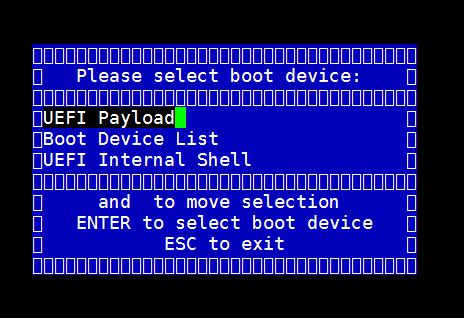 Please select boot device:
UEFI Payload
Boot Device List
UEFI Internal Shell
and to move selection
ENTER to select boot device
ESC to exit